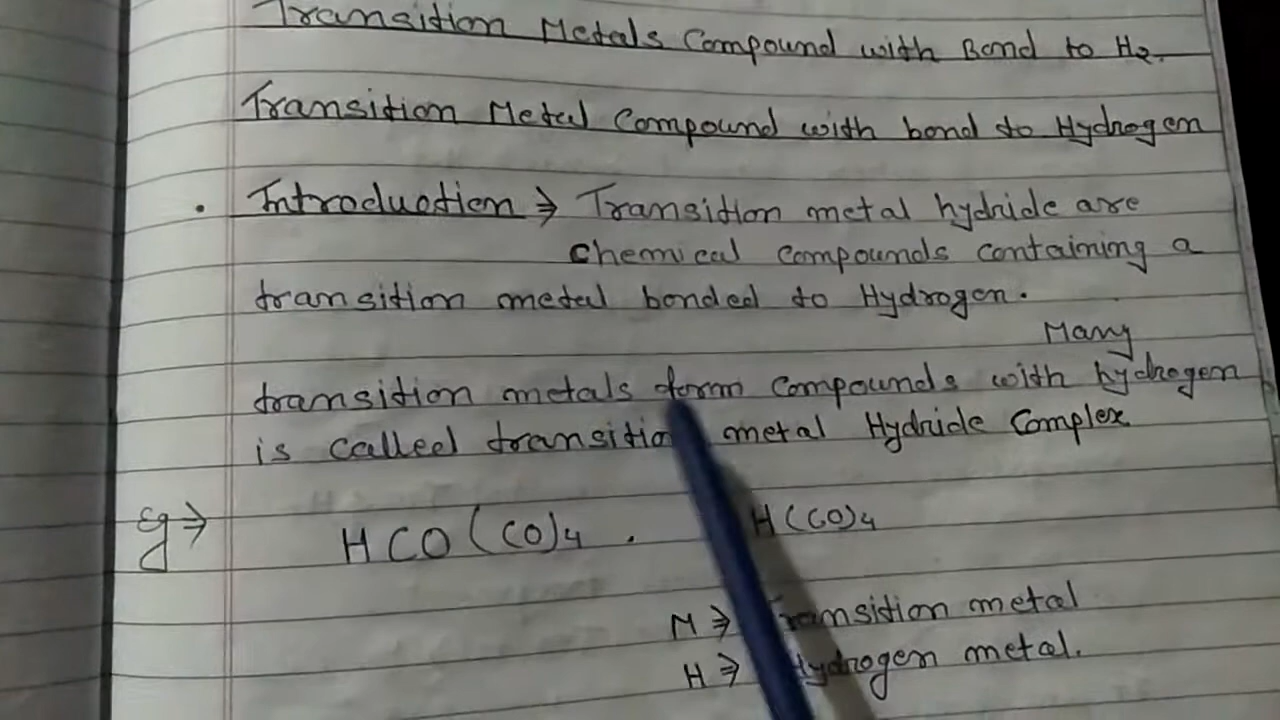 Transition Metals Compound with Bond to H2.
Transition Metal Compound with bond to Hydrogen
. Introduction ⇒ Transition metal hydride are
Chemical compounds containing a
transition metal bonded to Hydrogen.
Many
transition metals form compounds with hydrogen
is called transition metal Hydride Complex
eg ⇒ HCO(CO)4 . H(CO)4
M ⇒ Transition metal
H ⇒ Hydrogen metal.